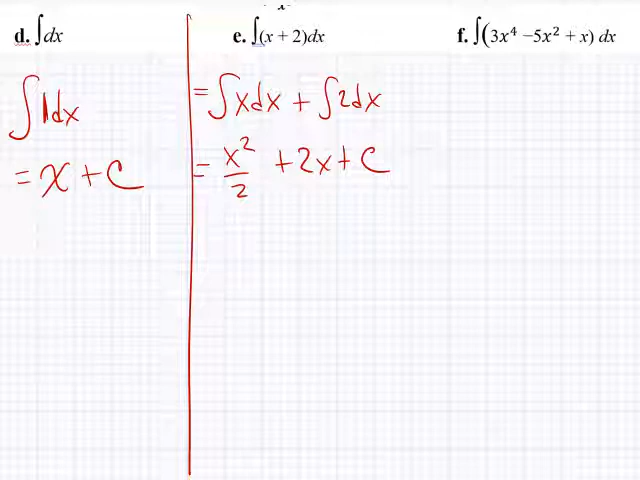 d. ∫dx
∫1dx
= x + C
e. ∫(x + 2)dx
= ∫xdx + ∫2dx
= x²/2 + 2x + C
f. ∫(3x⁴ −5x² + x) dx